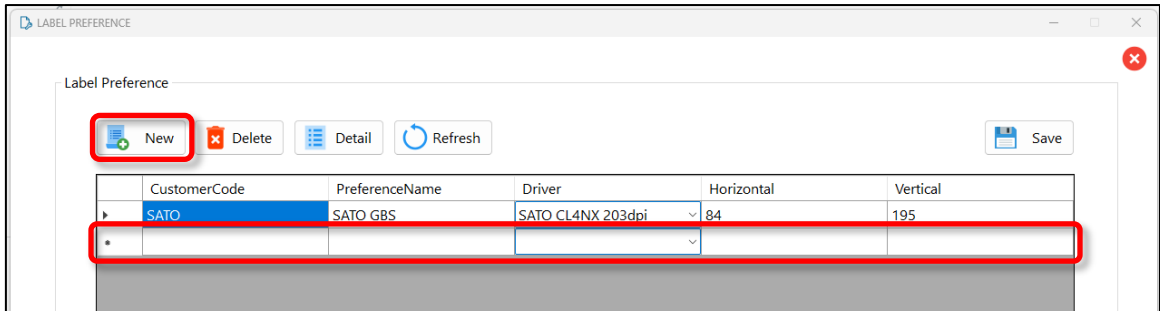 LABEL PREFERENCE
Label Preference
New Delete Detail Refresh Save
CustomerCode PreferenceName Driver Horizontal Vertical
SATO SATO GBS SATO CL4NX 203dpi 84 195
*